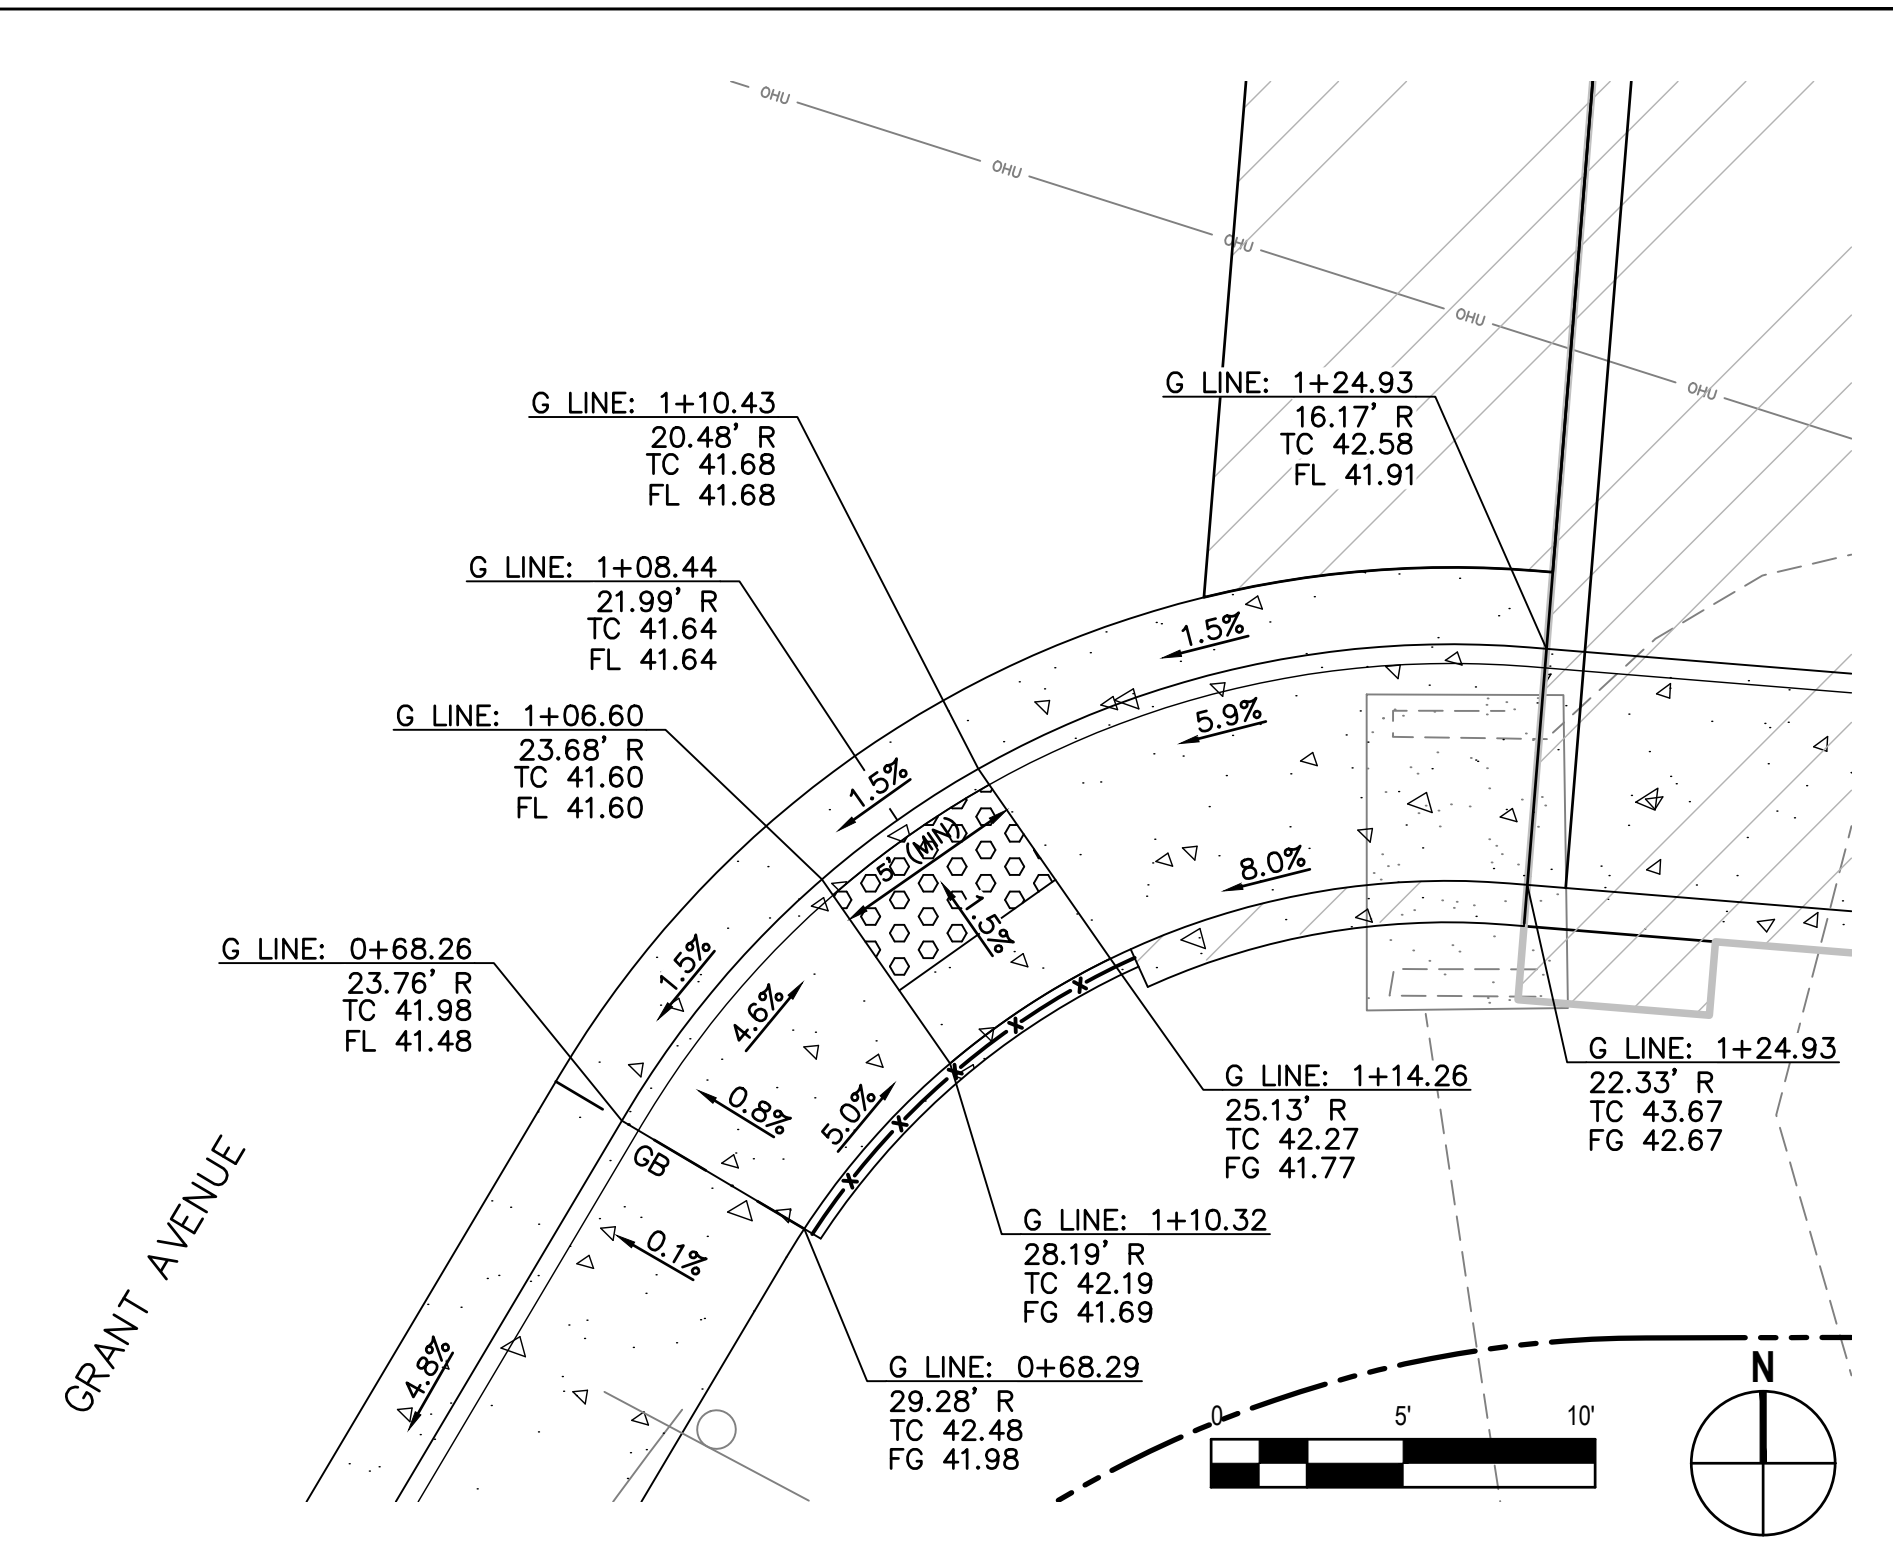 OHU
OHU
OHU
OHU
OHU
G LINE: 1+10.43
20.48' R
TC 41.68
FL 41.68
G LINE: 1+24.93
16.17' R
TC 42.58
FL 41.91
G LINE: 1+08.44
21.99' R
TC 41.64
FL 41.64
G LINE: 1+06.60
23.68' R
TC 41.60
FL 41.60
G LINE: 0+68.26
23.76' R
TC 41.98
FL 41.48
1.5%
5.9%
1.5%
5' (MIN)
8.0%
1.5%
1.5%
4.6%
0.8%
5.0%
GB
0.1%
4.8%
GRANT AVENUE
G LINE: 1+24.93
22.33' R
TC 43.67
FG 42.67
G LINE: 1+14.26
25.13' R
TC 42.27
FG 41.77
G LINE: 1+10.32
28.19' R
TC 42.19
FG 41.69
G LINE: 0+68.29
29.28' R
TC 42.48
FG 41.98
0 5' 10'
N